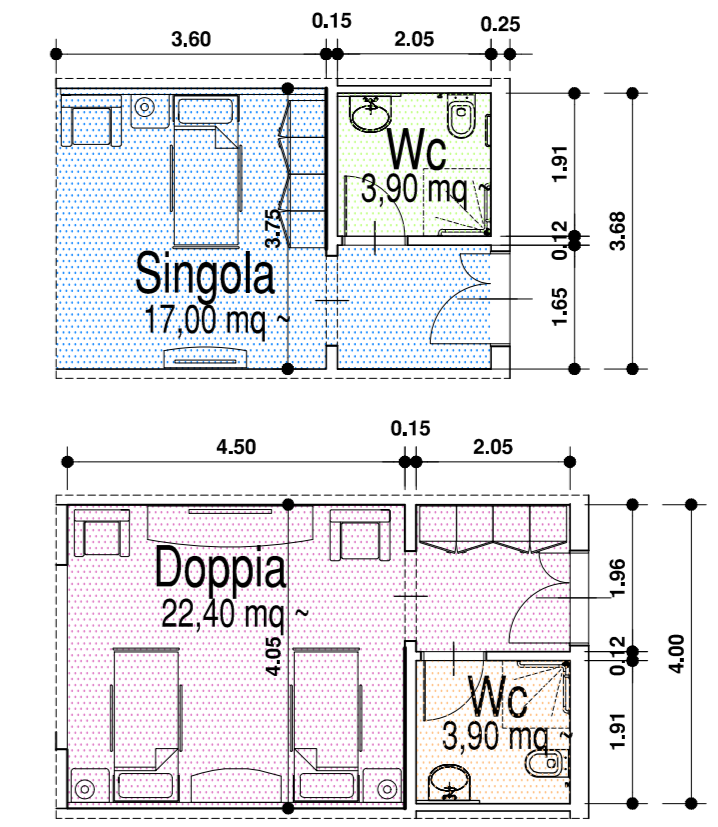 0.15 0.25
3.60 2.05
Wc
3,90 mq ~
1.91
3.75
0.12
3.68
Singola
17,00 mq ~
1.65
0.15
4.50 2.05
Doppia
22,40 mq ~
1.96
4.05
0.12
4.00
Wc
3,90 mq ~
1.91